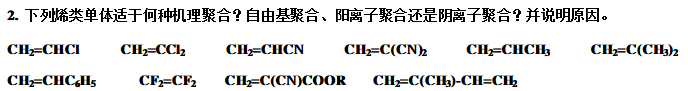 2. 下列烯类单体适于何种机理聚合？自由基聚合、阳离子聚合还是阴离子聚合？并说明原因。
CH₂=CHCl CH₂=CCl₂ CH₂=CHCN CH₂=C(CN)₂ CH₂=CHCH₃ CH₂=C(CH₃)₂
CH₂=CHC₆H₅ CF₂=CF₂ CH₂=C(CN)COOR CH₂=C(CH₃)-CH=CH₂